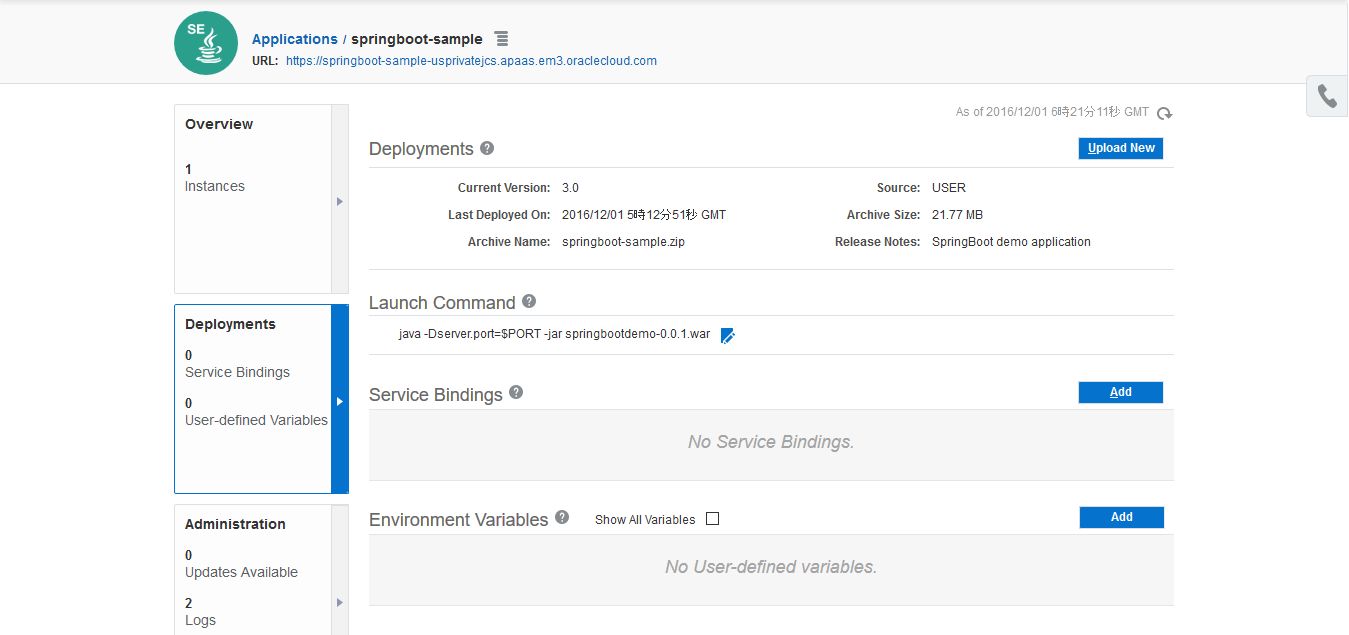 SE
Applications / springboot-sample
URL: https://springboot-sample-usprivatejcs.apaas.em3.oraclecloud.com
As of 2016/12/01 6時21分11秒 GMT
Overview
1
Instances
Deployments
0
Service Bindings
0
User-defined Variables
Administration
0
Updates Available
2
Logs
Deployments ?
Upload New
Current Version: 3.0
Source: USER
Last Deployed On: 2016/12/01 5時12分51秒 GMT
Archive Size: 21.77 MB
Archive Name: springboot-sample.zip
Release Notes: SpringBoot demo application
Launch Command ?
java -Dserver.port=$PORT -jar springbootdemo-0.0.1.war
Service Bindings ?
Add
No Service Bindings.
Environment Variables ?
Show All Variables
Add
No User-defined variables.